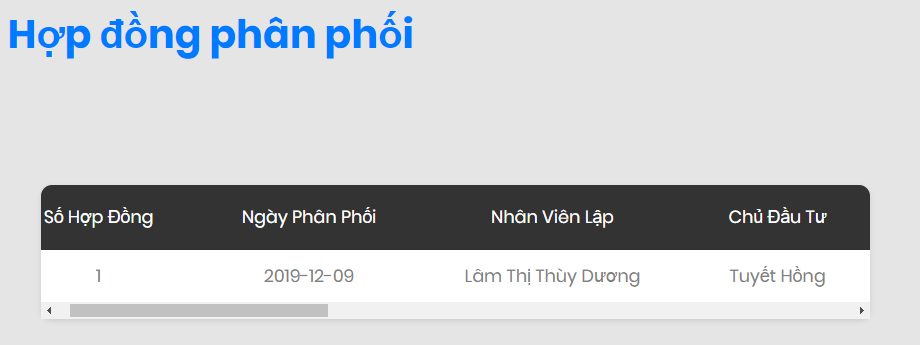 Hợp đồng phân phối
Số Hợp Đồng Ngày Phân Phối Nhân Viên Lập Chủ Đầu Tư
1 2019-12-09 Lâm Thị Thùy Dương Tuyết Hồng